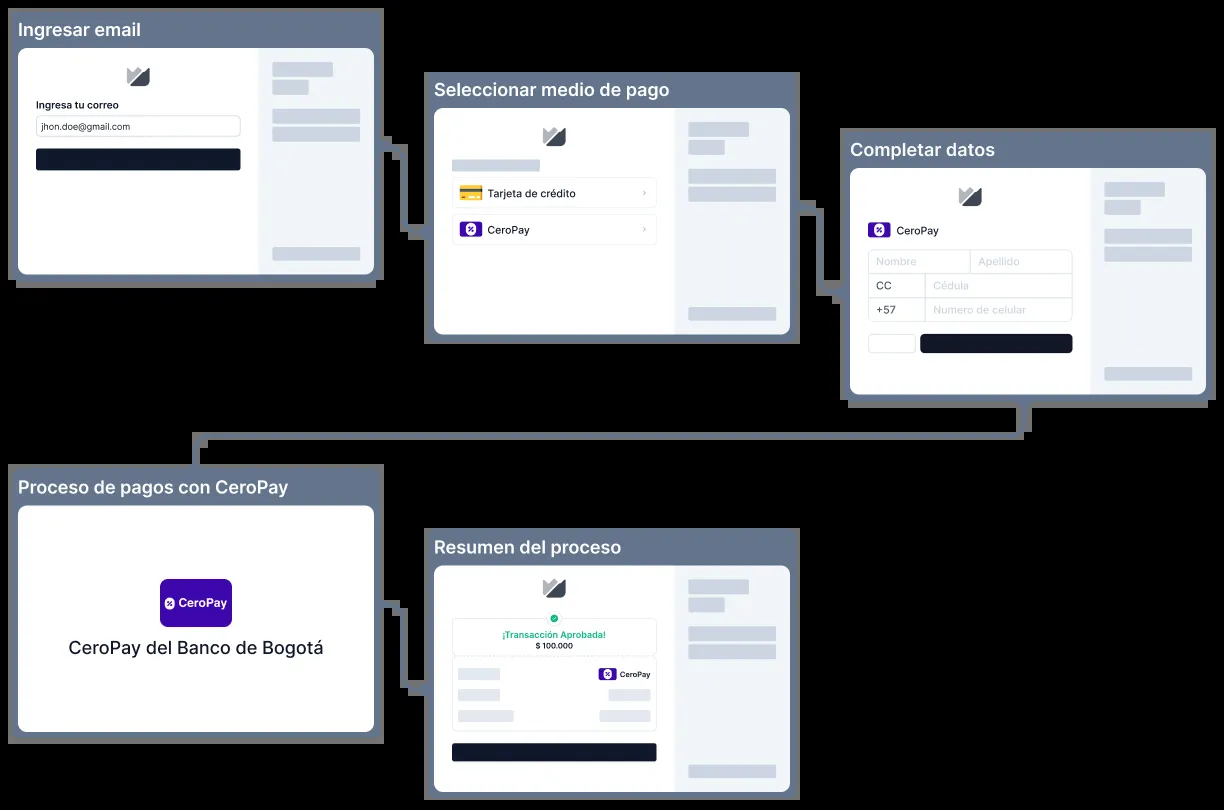 Ingresar email
Ingresa tu correo
jhon.doe@gmail.com
Seleccionar medio de pago
Tarjeta de crédito
CeroPay
Completar datos
CeroPay
Nombre Apellido
CC Cédula
+57 Numero de celular
Proceso de pagos con CeroPay
CeroPay
CeroPay del Banco de Bogotá
Resumen del proceso
¡Transacción Aprobada!
$ 100.000
CeroPay